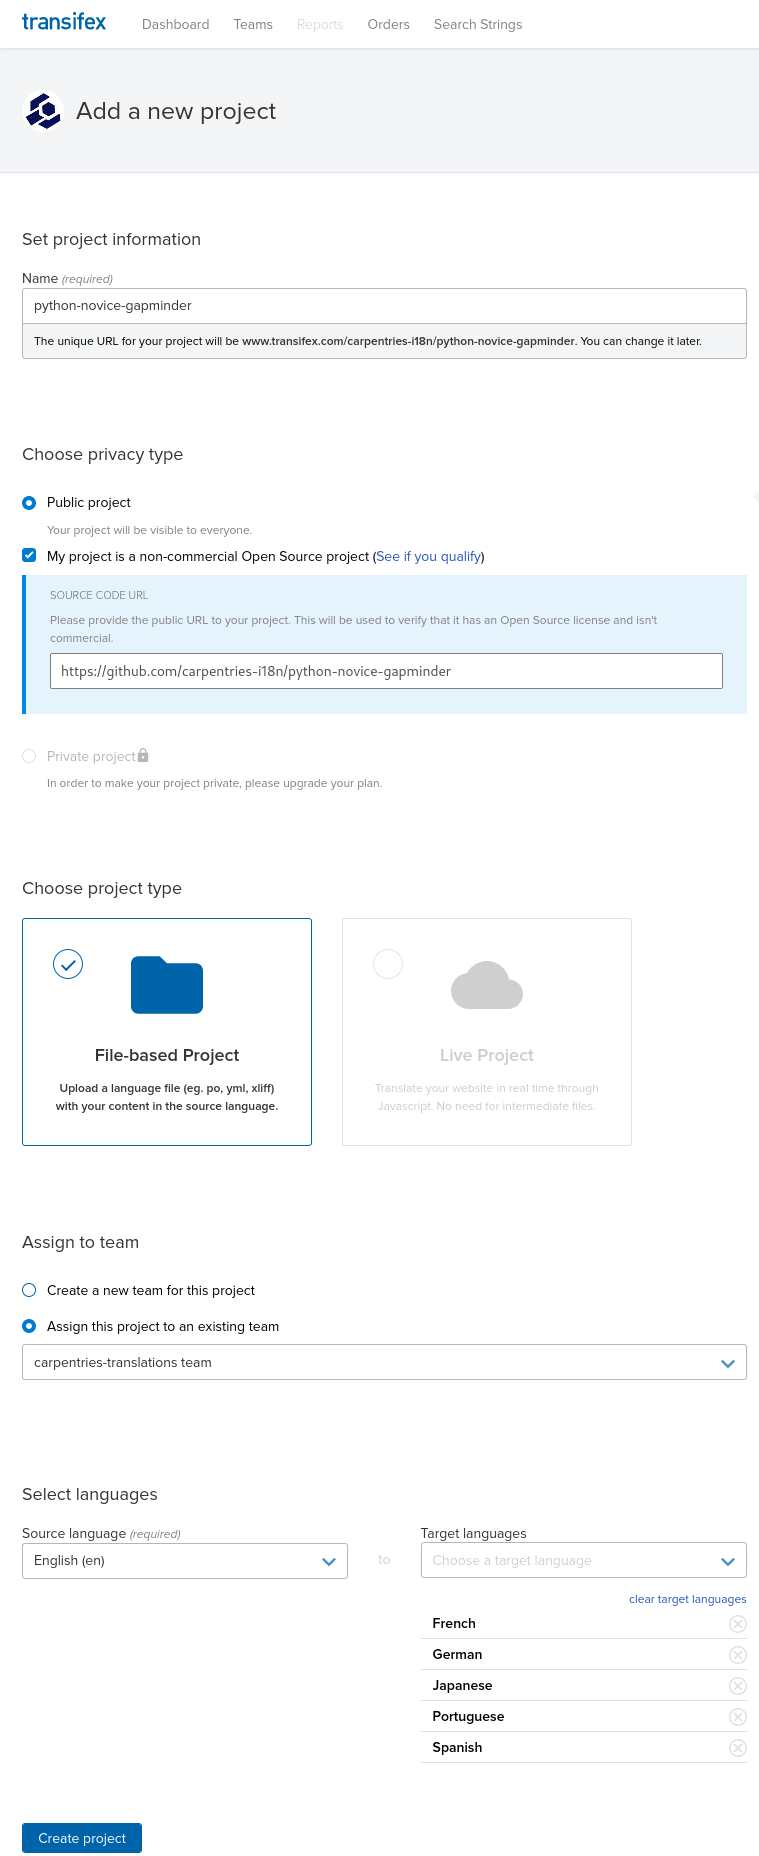 transifex Dashboard Teams Reports Orders Search Strings
Add a new project
Set project information
Name (required)
python-novice-gapminder
The unique URL for your project will be www.transifex.com/carpentries-i18n/python-novice-gapminder. You can change it later.
Choose privacy type
Public project
Your project will be visible to everyone.
My project is a non-commercial Open Source project (See if you qualify)
SOURCE CODE URL
Please provide the public URL to your project. This will be used to verify that it has an Open Source license and isn't
commercial.
https://github.com/carpentries-i18n/python-novice-gapminder
Private project
In order to make your project private, please upgrade your plan.
Choose project type
File-based Project
Upload a language file (eg. po, yml, xliff)
with your content in the source language.
Live Project
Translate your website in real time through
Javascript. No need for intermediate files.
Assign to team
Create a new team for this project
Assign this project to an existing team
carpentries-translations team
Select languages
Source language (required)
English (en)
to
Target languages
Choose a target language
clear target languages
French
German
Japanese
Portuguese
Spanish
Create project